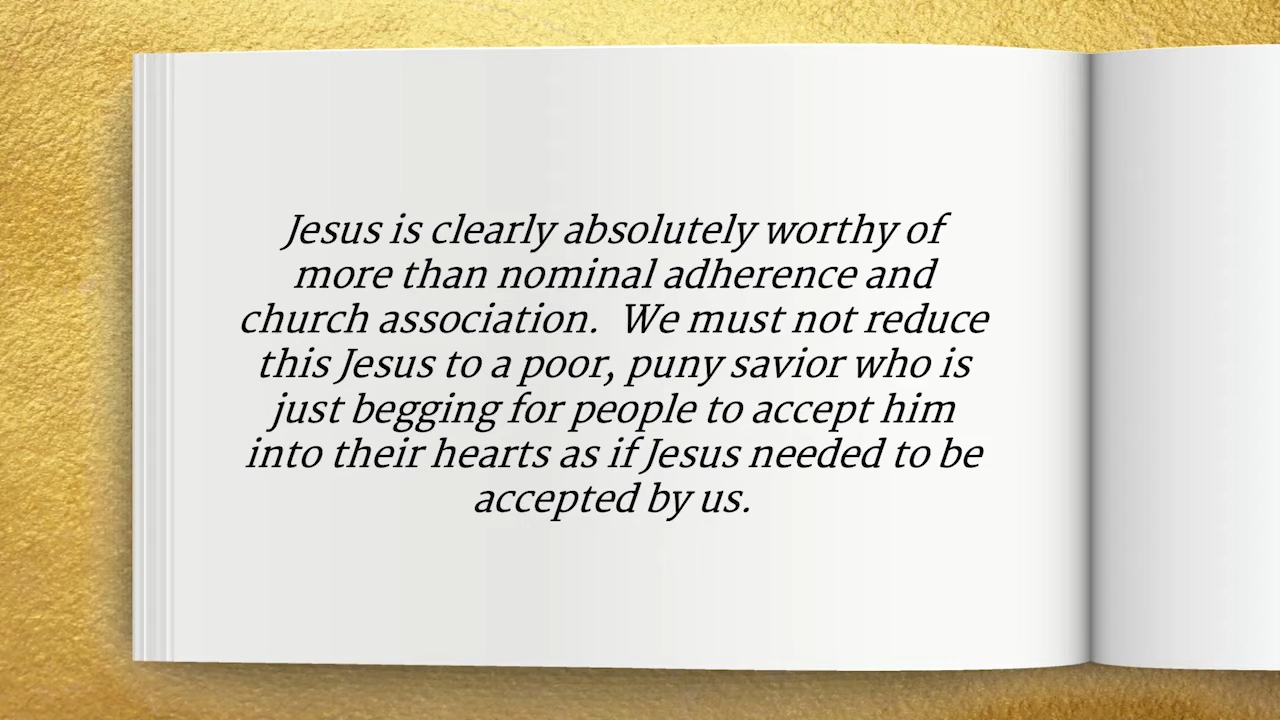 Jesus is clearly absolutely worthy of
more than nominal adherence and
church association.  We must not reduce
this Jesus to a poor, puny savior who is
just begging for people to accept him
into their hearts as if Jesus needed to be
accepted by us.